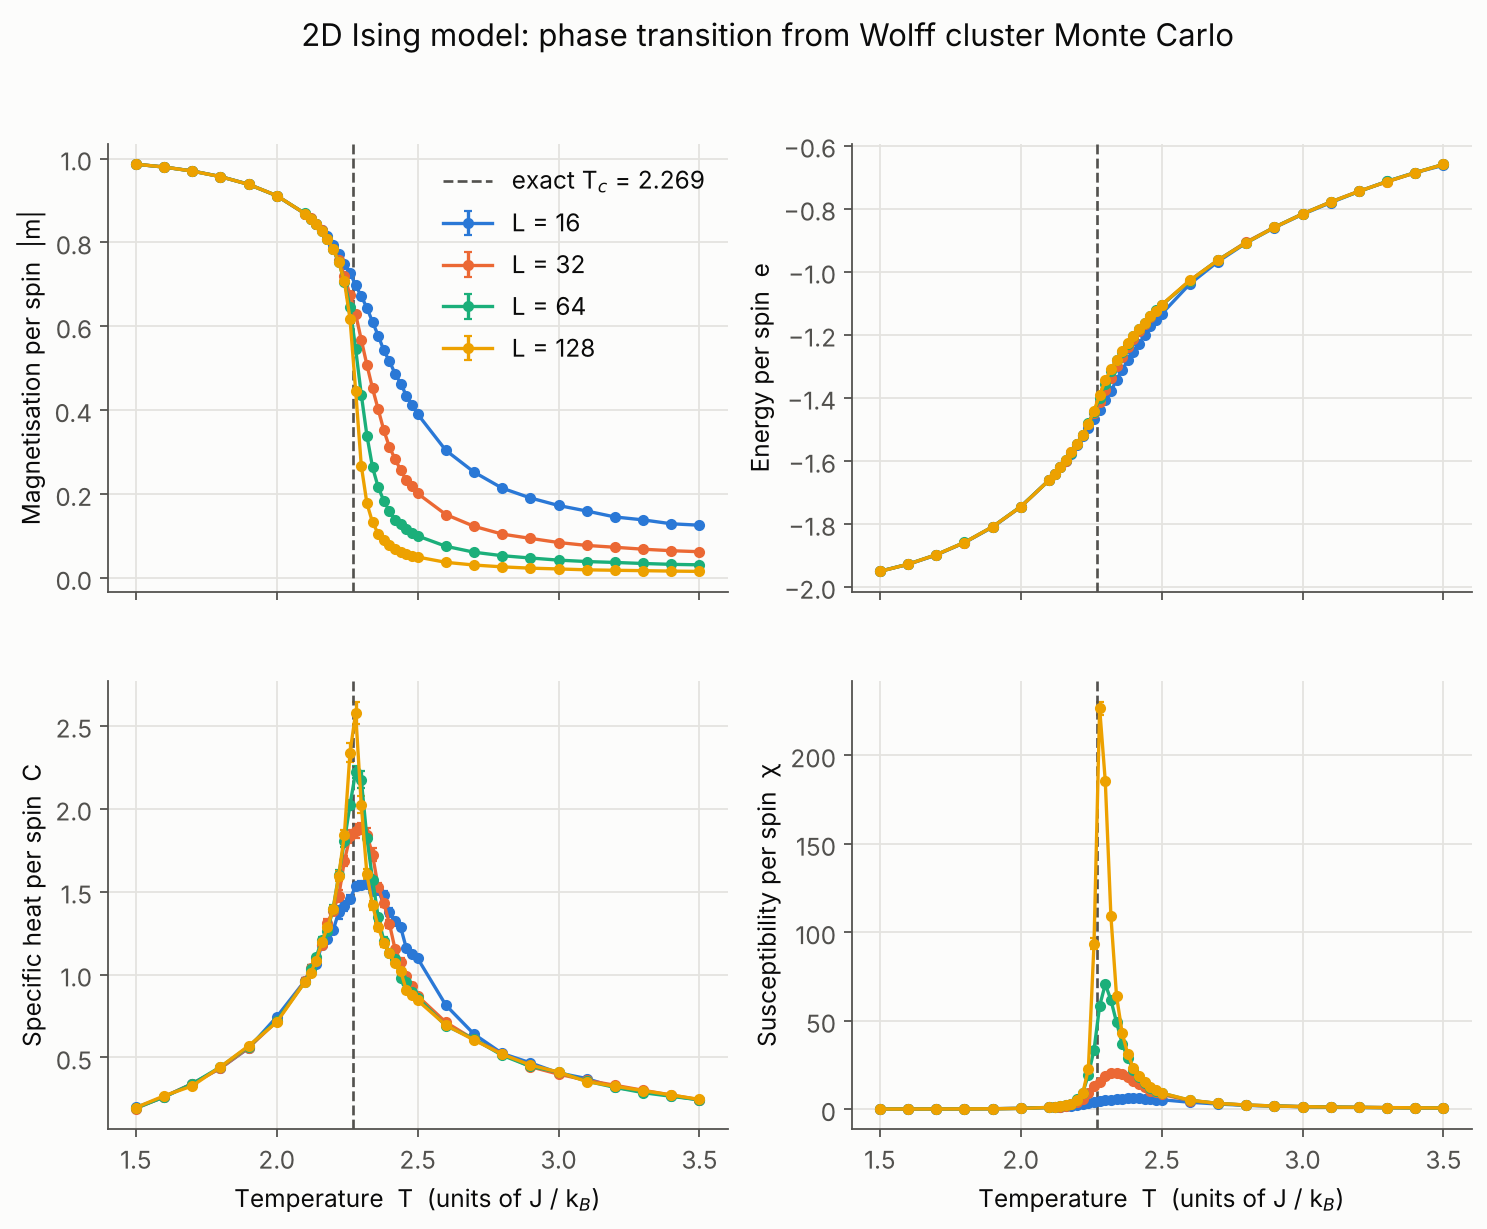 2D Ising model: phase transition from Wolff cluster Monte Carlo
Magnetisation per spin |m|
1.0
0.8
0.6
0.4
0.2
0.0
exact T_c = 2.269
L = 16
L = 32
L = 64
L = 128
Energy per spin e
−0.6
−0.8
−1.0
−1.2
−1.4
−1.6
−1.8
−2.0
Specific heat per spin C
2.5
2.0
1.5
1.0
0.5
1.5 2.0 2.5 3.0 3.5
Temperature T (units of J / k_B)
Susceptibility per spin χ
200
150
100
50
0
1.5 2.0 2.5 3.0 3.5
Temperature T (units of J / k_B)